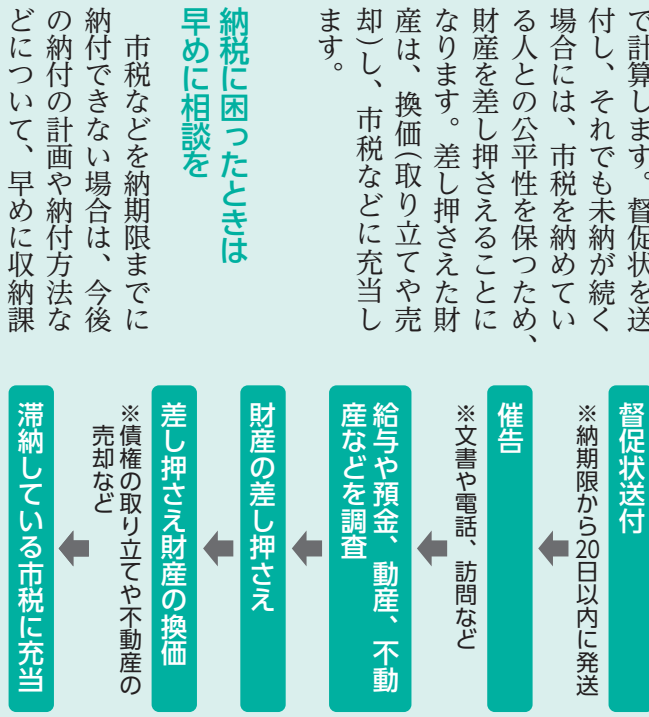 で計算します。督促状を送
付し、それでも未納が続く
場合には、市税を納めてい
る人との公平性を保つため、
財産を差し押さえることに
なります。差し押さえた財
産は、換価(取り立てや売
却)し、市税などに充当し
ます。
納税に困ったときは
早めに相談を
市税などを納期限までに
納付できない場合は、今後
の納付の計画や納付方法な
どについて、早めに収納課
督促状送付
※納期限から20日以内に発送
催告
※文書や電話、訪問など
給与や預金、動産、不動
産などを調査
財産の差し押さえ
差し押さえ財産の換価
※債権の取り立てや不動産の
売却など
滞納している市税に充当